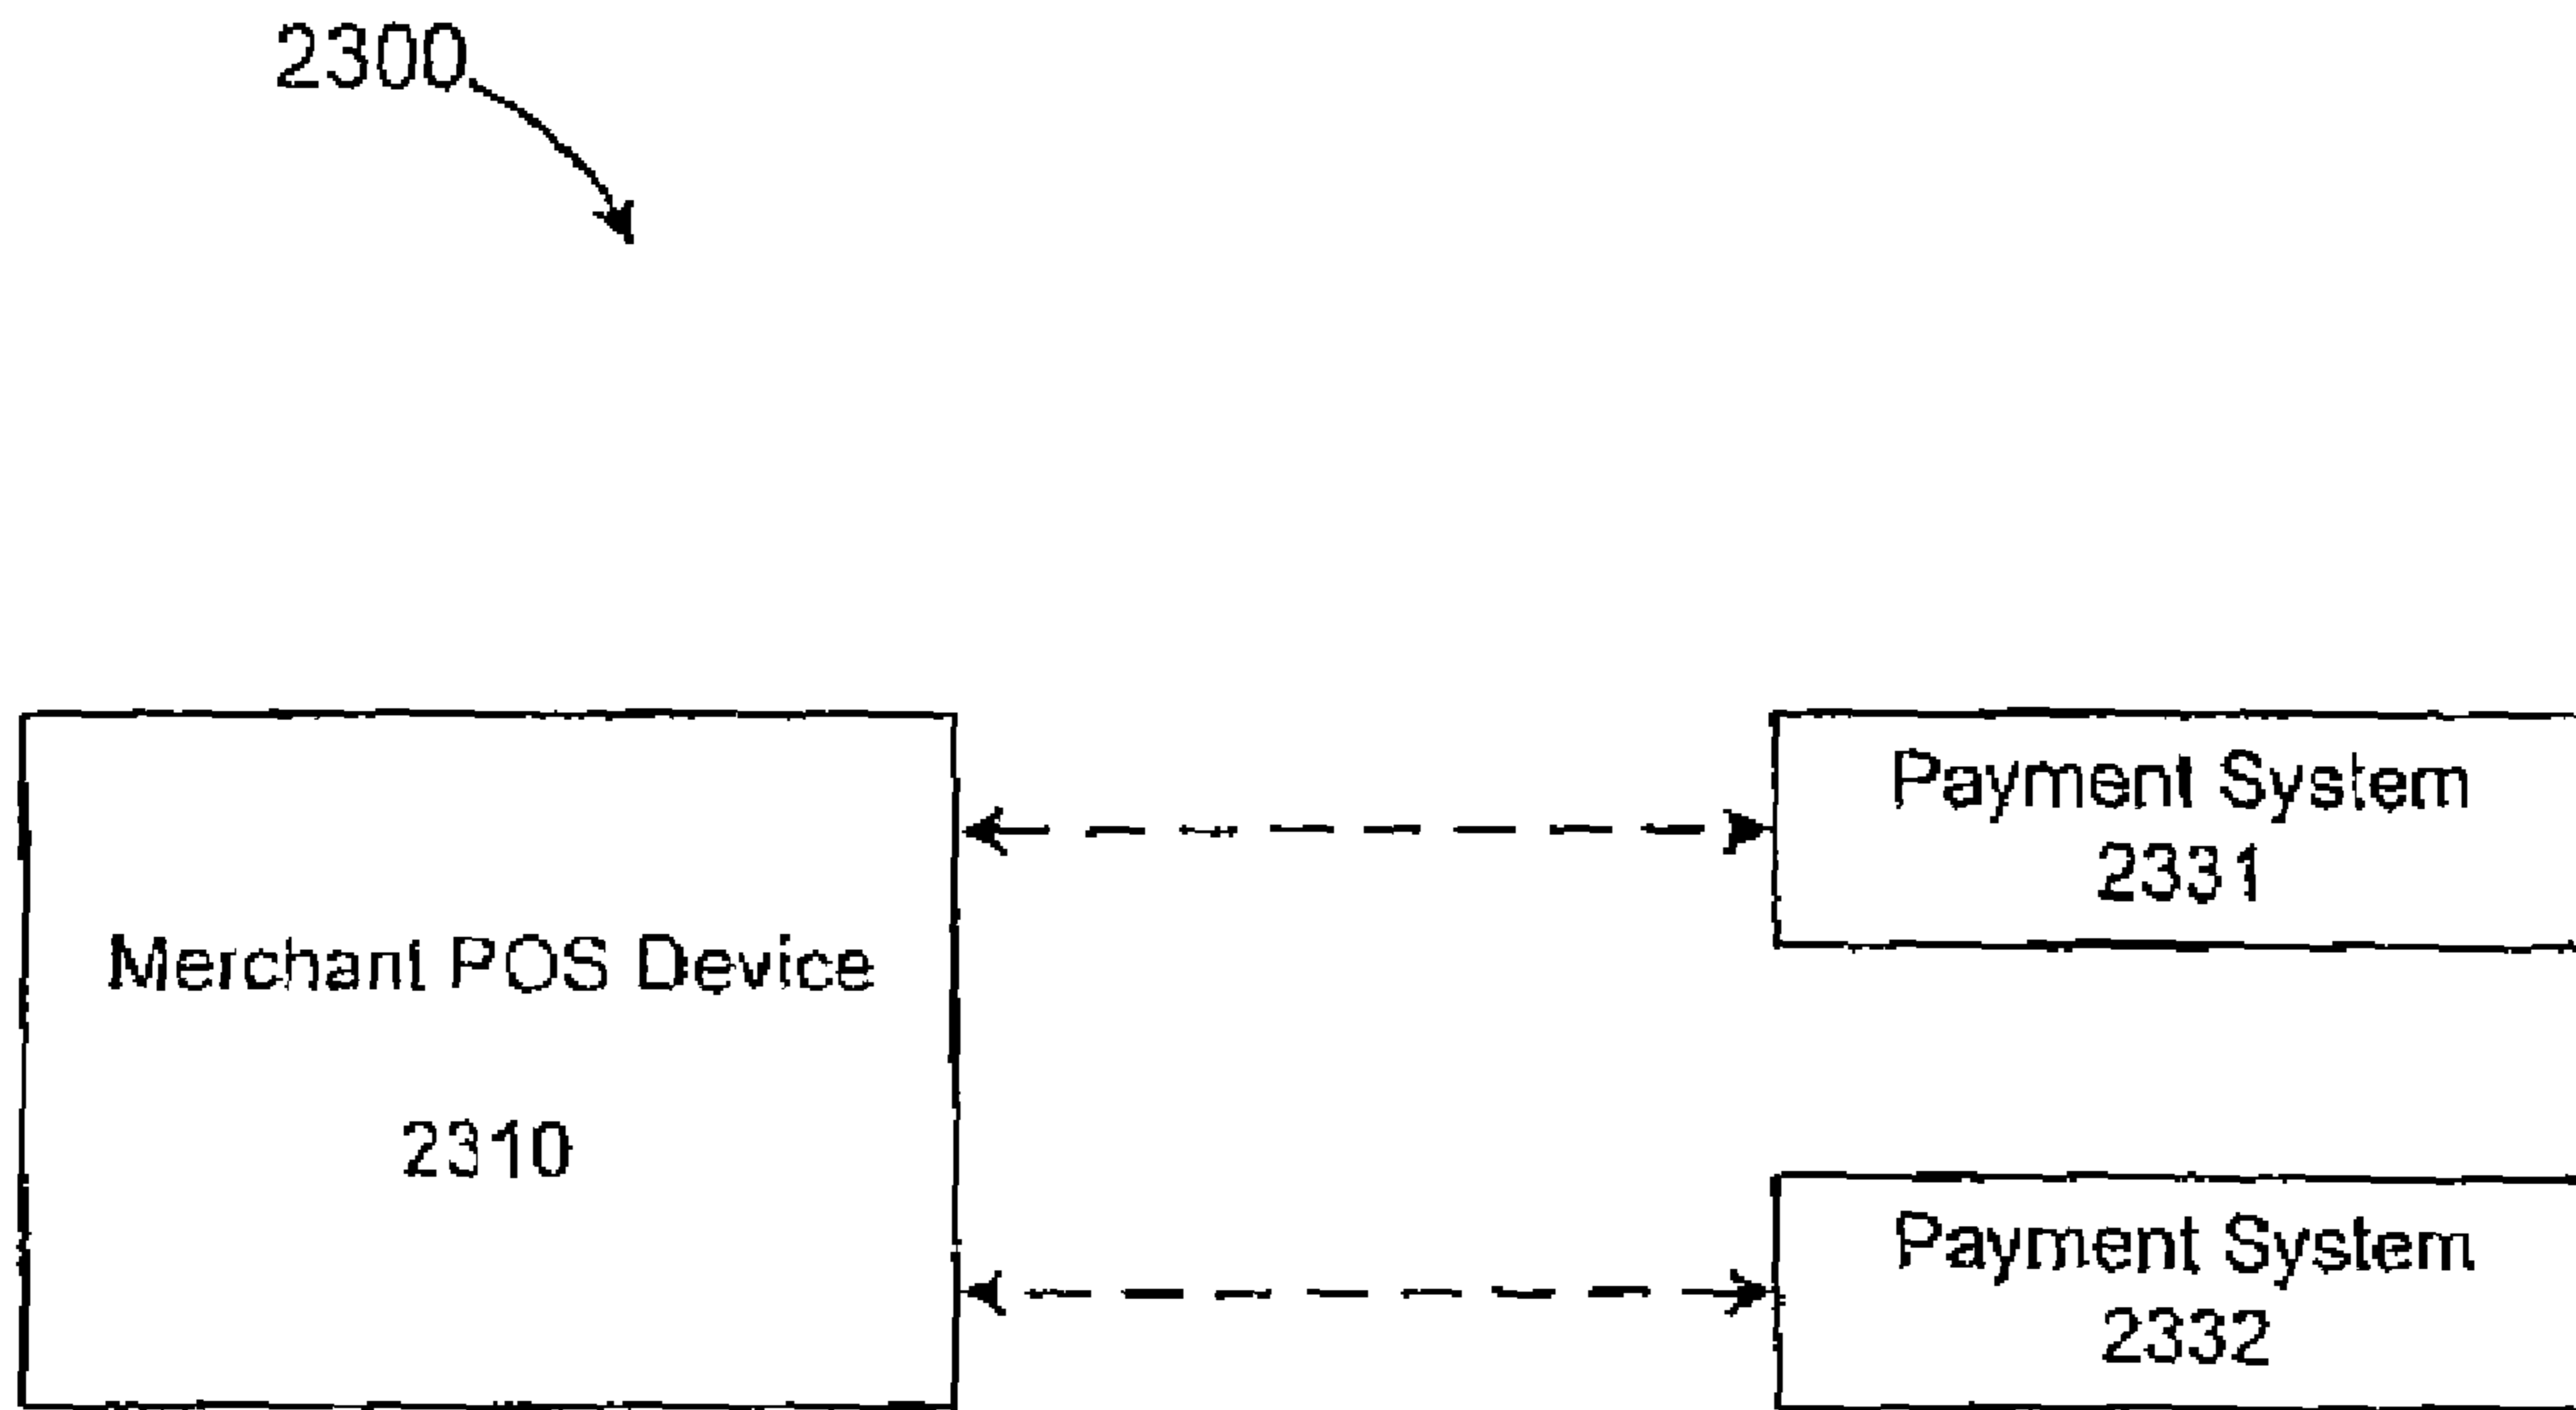 2300
Merchant POS Device
2310
Payment System
2331
Payment System
2332